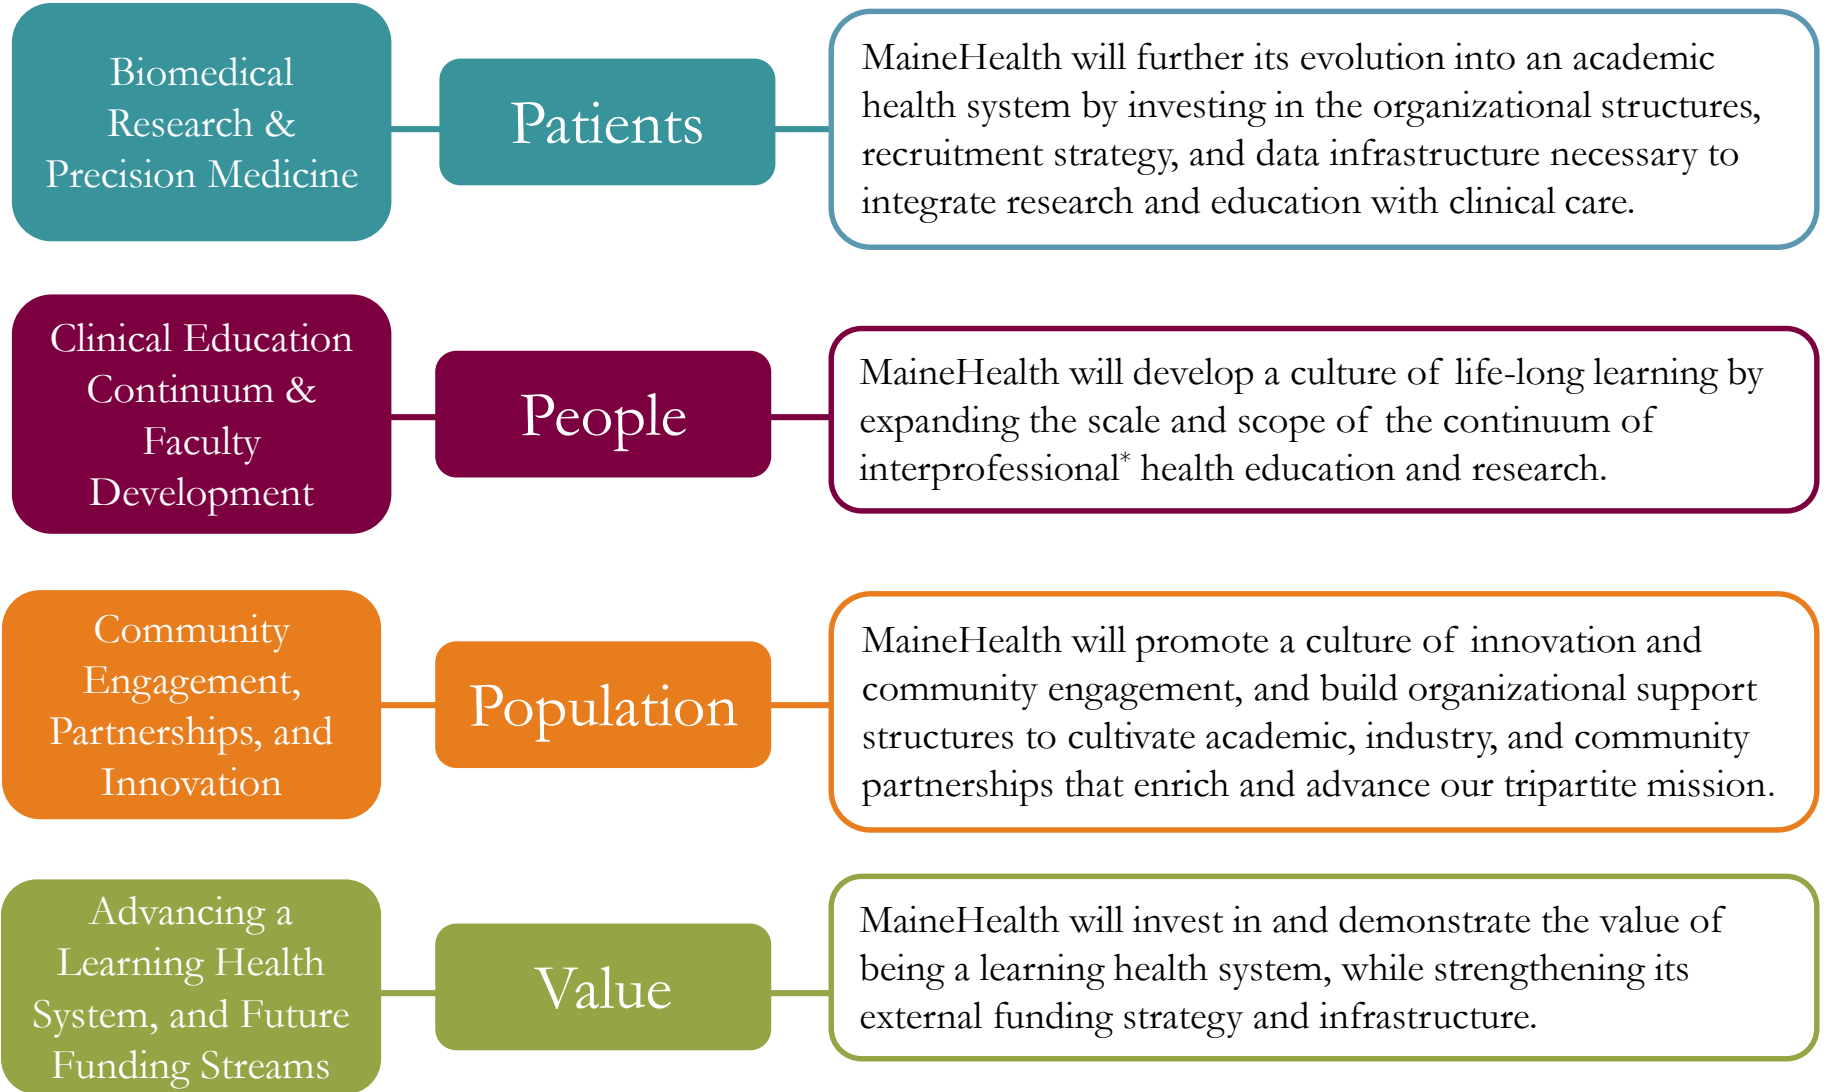 Biomedical
Research &
Precision Medicine
Patients
MaineHealth will further its evolution into an academic
health system by investing in the organizational structures,
recruitment strategy, and data infrastructure necessary to
integrate research and education with clinical care.
Clinical Education
Continuum &
Faculty
Development
People
MaineHealth will develop a culture of life-long learning by
expanding the scale and scope of the continuum of
interprofessional* health education and research.
Community
Engagement,
Partnerships, and
Innovation
Population
MaineHealth will promote a culture of innovation and
community engagement, and build organizational support
structures to cultivate academic, industry, and community
partnerships that enrich and advance our tripartite mission.
Advancing a
Learning Health
System, and Future
Funding Streams
Value
MaineHealth will invest in and demonstrate the value of
being a learning health system, while strengthening its
external funding strategy and infrastructure.